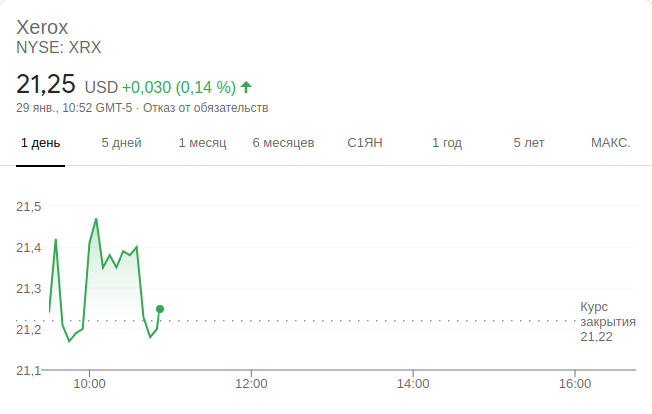 Xerox
NYSE: XRX
21,25 USD +0,030 (0,14 %)
29 янв., 10:52 GMT-5 · Отказ от обязательств
1 день 5 дней 1 месяц 6 месяцев С1ЯН 1 год 5 лет МАКС.
21,5
21,4
21,3
21,2
21,1
Курс
закрытия
21,22
10:00 12:00 14:00 16:00